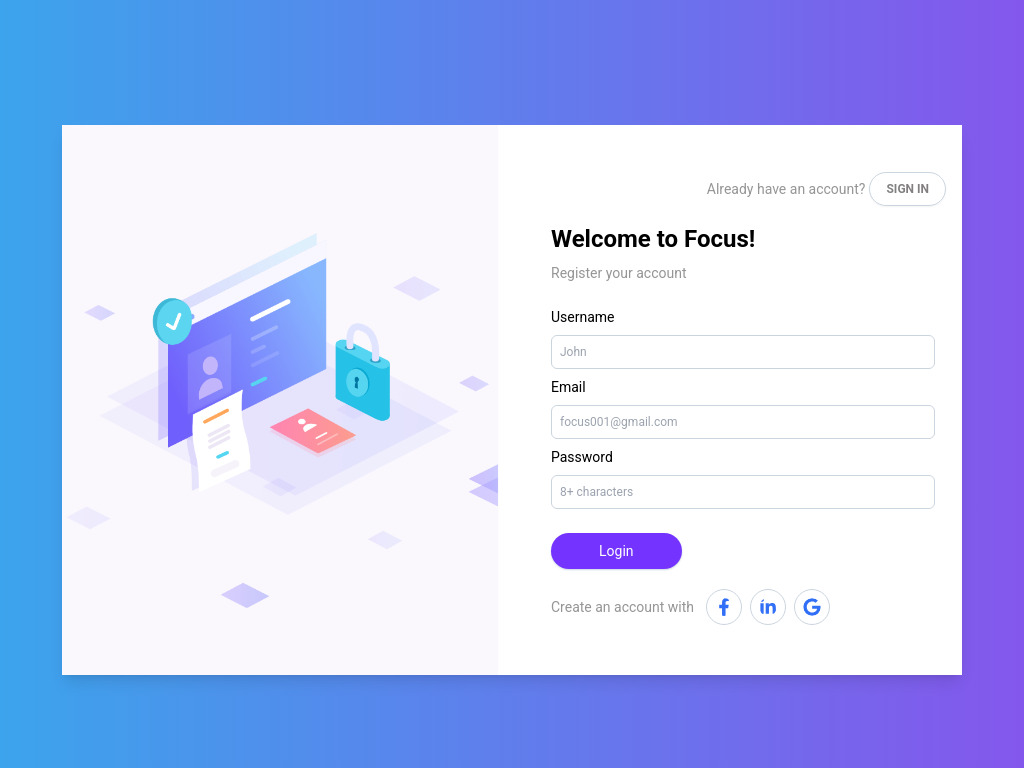 Already have an account? SIGN IN
Welcome to Focus!
Register your account
Username
John
Email
focus001@gmail.com
Password
8+ characters
Login
Create an account with